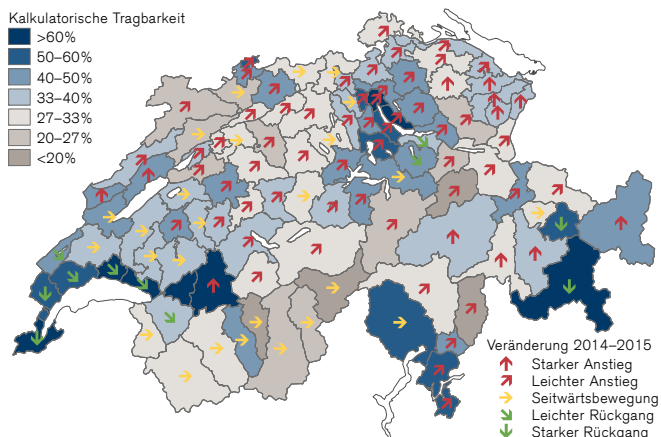 Kalkulatorische Tragbarkeit
>60%
50–60%
40–50%
33–40%
27–33%
20–27%
<20%
Veränderung 2014–2015
Starker Anstieg
Leichter Anstieg
Seitwärtsbewegung
Leichter Rückgang
Starker Rückgang